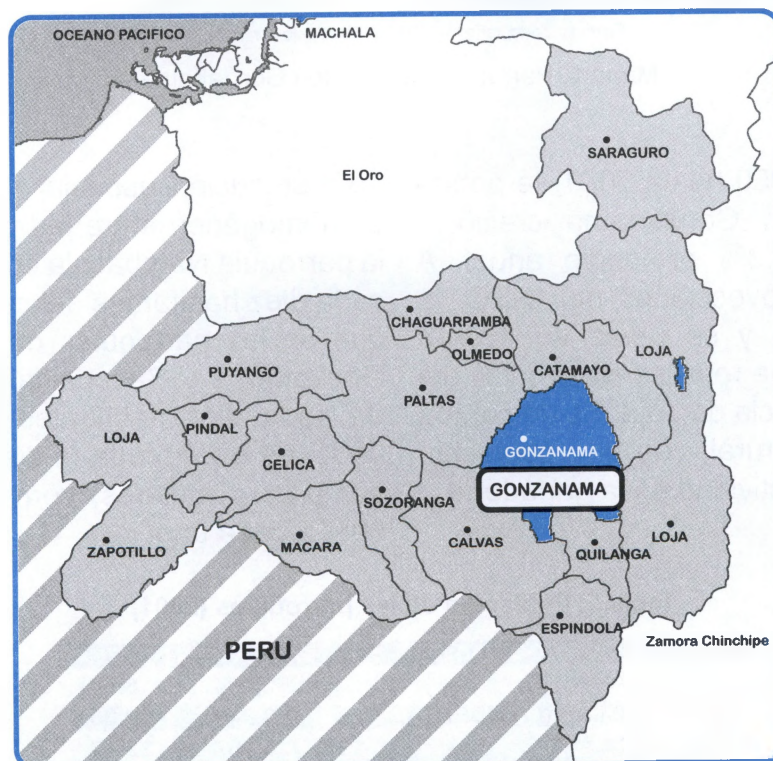 OCEANO PACIFICO
MACHALA
SARAGURO
El Oro
CHAGUARPAMBA
OLMEDO
LOJA
PUYANGO
CATAMAYO
PALTAS
PINDAL
LOJA
GONZANAMA
CELICA
GONZANAMA
SOZORANGA
ZAPOTILLO
MACARA
CALVAS
LOJA
QUILANGA
ESPINDOLA
PERU
Zamora Chinchipe